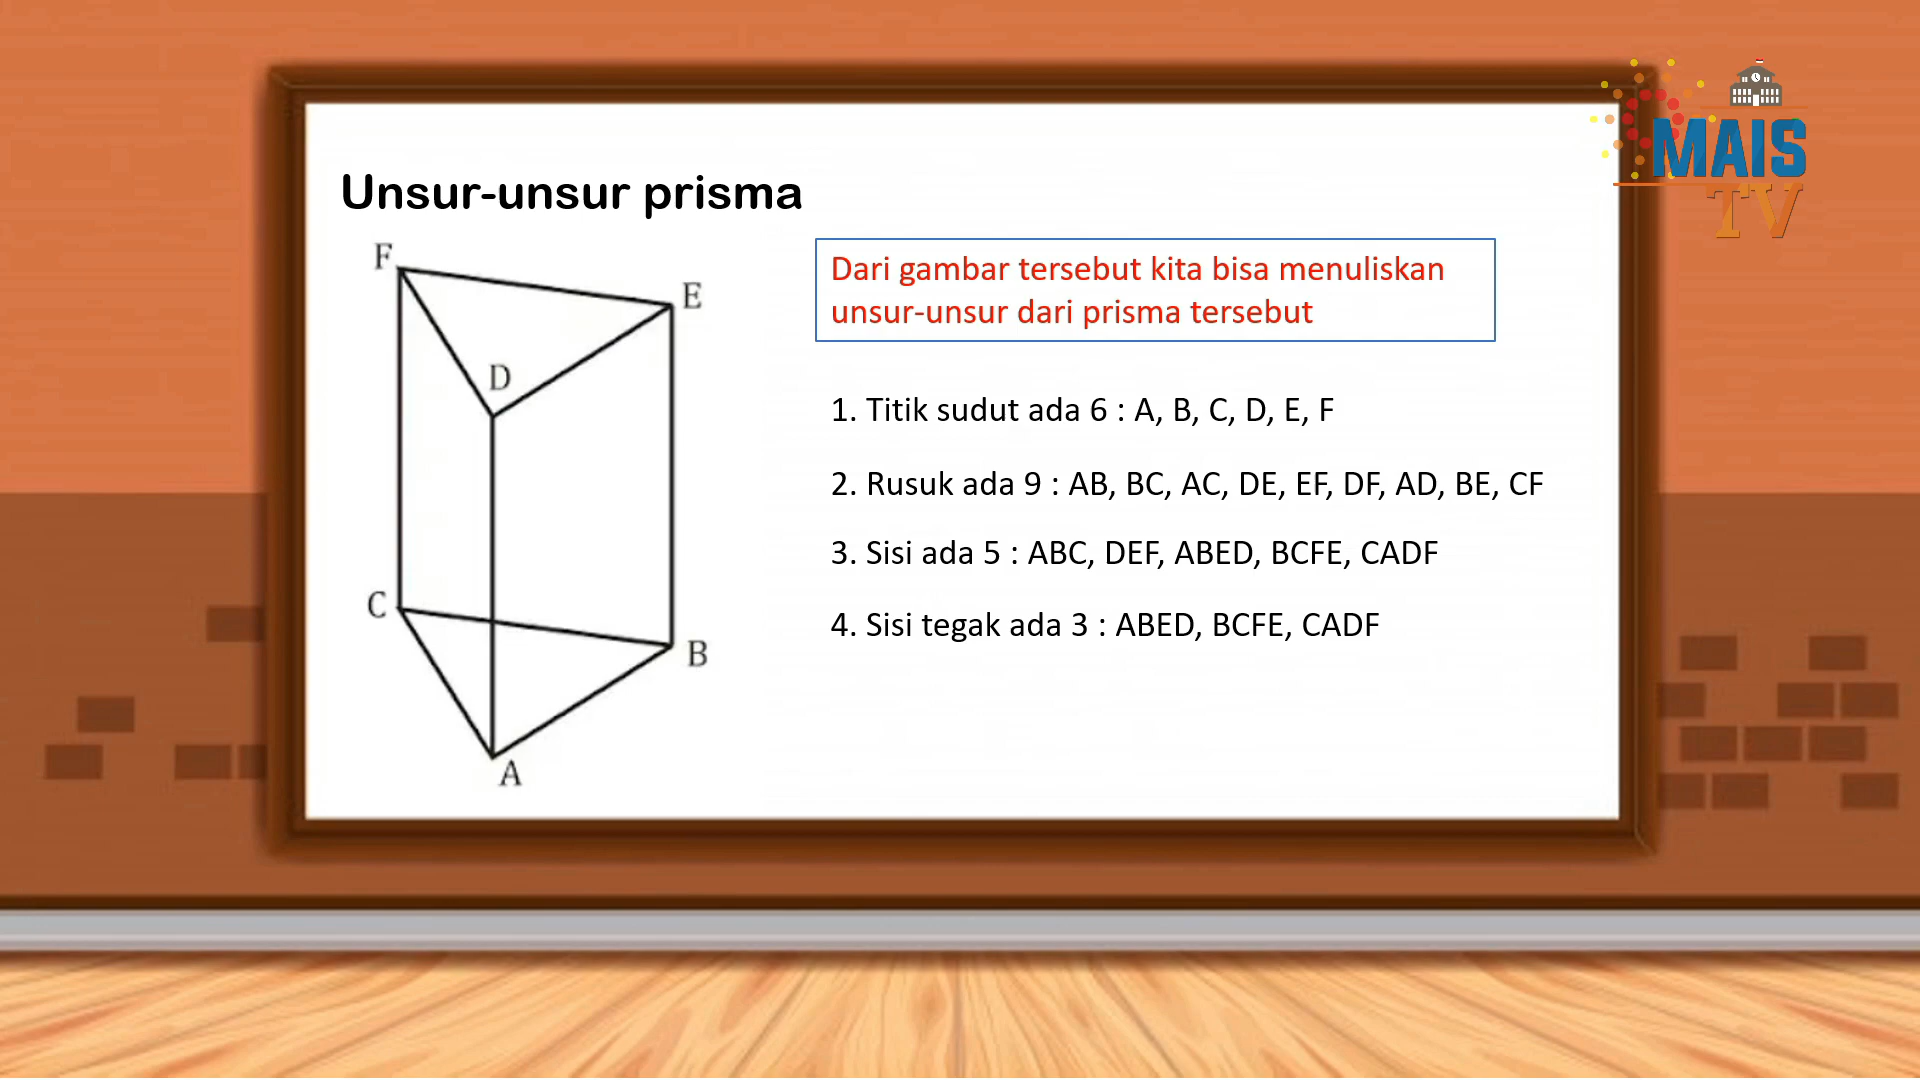 MAIS
TV
Unsur-unsur prisma
F
E
D
C
B
A
Dari gambar tersebut kita bisa menuliskan
unsur-unsur dari prisma tersebut
1. Titik sudut ada 6 : A, B, C, D, E, F
2. Rusuk ada 9 : AB, BC, AC, DE, EF, DF, AD, BE, CF
3. Sisi ada 5 : ABC, DEF, ABED, BCFE, CADF
4. Sisi tegak ada 3 : ABED, BCFE, CADF